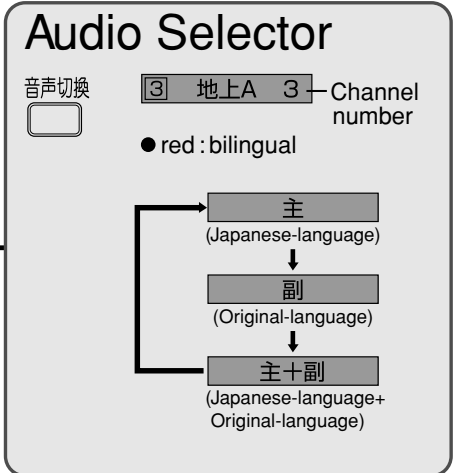 Audio Selector
音声切換
3 地上A 3
Channel
number
● red : bilingual
主
(Japanese-language)
副
(Original-language)
主＋副
(Japanese-language+
Original-language)